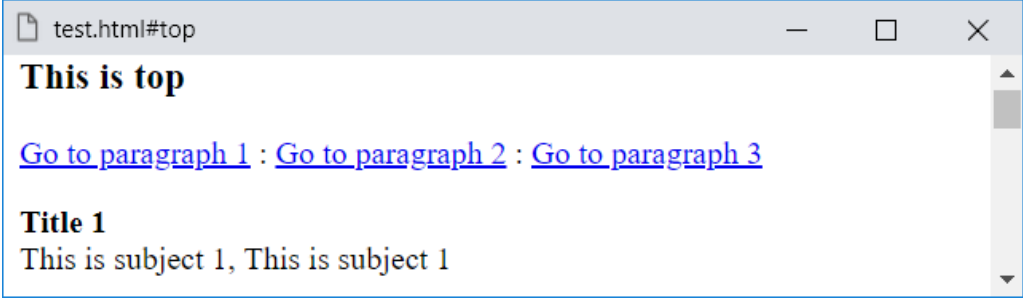 test.html#top
This is top
Go to paragraph 1 : Go to paragraph 2 : Go to paragraph 3
Title 1
This is subject 1, This is subject 1